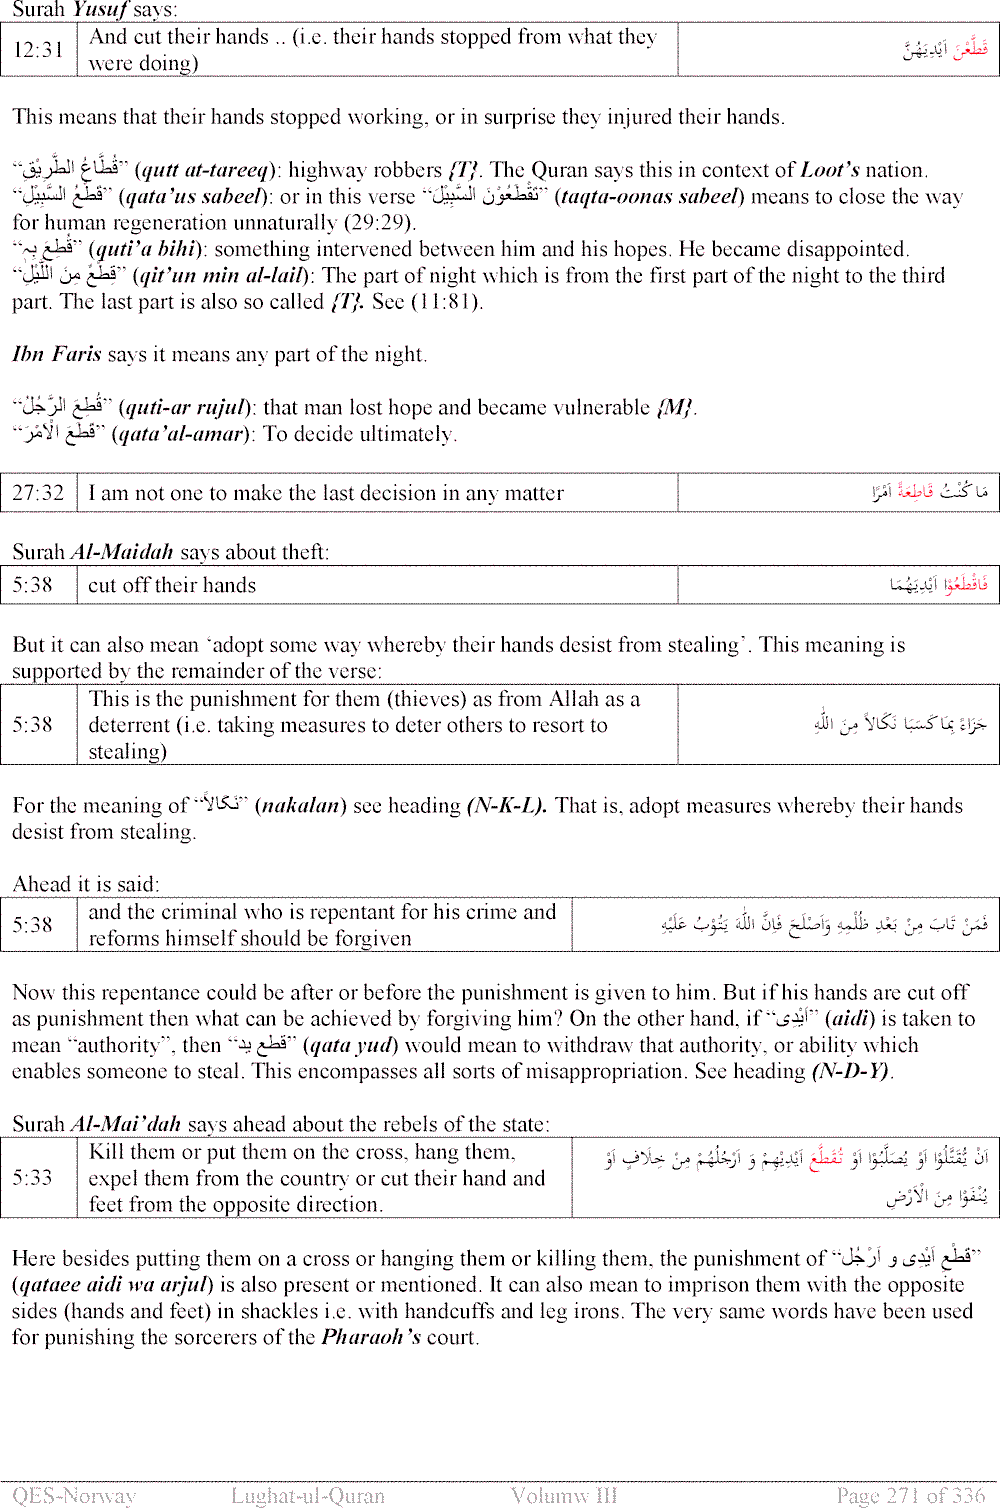 Surah Yusuf says:
12:31 And cut their hands .. (i.e. their hands stopped from what they were doing) قَطَّعْنَ اَيْدِيَهُنَّ
This means that their hands stopped working, or in surprise they injured their hands.
“قُطَّاعُ الطَّرِيْقِ” (qutt at-tareeq): highway robbers {T}. The Quran says this in context of Loot’s nation.
“قَطَعُ السَّبِيْلِ” (qata’us sabeel): or in this verse “تَقْطَعُوْنَ السَّبِيْلَ” (taqta-oonas sabeel) means to close the way
for human regeneration unnaturally (29:29).
“قُطِعَ بِہٖ” (quti’a bihi): something intervened between him and his hopes. He became disappointed.
“قِطَعٌ مِنَ اللَّيْلِ” (qit’un min al-lail): The part of night which is from the first part of the night to the third
part. The last part is also so called {T}. See (11:81).
Ibn Faris says it means any part of the night.
“قُطِعَ الرَّجُلُ” (quti-ar rujul): that man lost hope and became vulnerable {M}.
“قَطَعَ الْاَمْرَ” (qata’al-amar): To decide ultimately.
27:32 I am not one to make the last decision in any matter مَا كُنْتُ قَاطِعَةً اَمْرًا
Surah Al-Maidah says about theft:
5:38 cut off their hands فَاقْطَعُوْا اَيْدِيَهُمَا
But it can also mean ‘adopt some way whereby their hands desist from stealing’. This meaning is
supported by the remainder of the verse:
5:38 This is the punishment for them (thieves) as from Allah as a deterrent (i.e. taking measures to deter others to resort to stealing) جَزَاءً بِمَا كَسَبَا نَكَالاً مِنَ اللّٰهِ
For the meaning of “نَكَالاً” (nakalan) see heading (N-K-L). That is, adopt measures whereby their hands
desist from stealing.
Ahead it is said:
5:38 and the criminal who is repentant for his crime and reforms himself should be forgiven فَمَنْ تَابَ مِنْ بَعْدِ ظُلْمِهِ وَاَصْلَحَ فَاِنَّ اللّٰهَ يَتُوْبُ عَلَيْهِ
Now this repentance could be after or before the punishment is given to him. But if his hands are cut off
as punishment then what can be achieved by forgiving him? On the other hand, if “اَيْدِی” (aidi) is taken to
mean “authority”, then “قطع يد” (qata yud) would mean to withdraw that authority, or ability which
enables someone to steal. This encompasses all sorts of misappropriation. See heading (N-D-Y).
Surah Al-Mai’dah says ahead about the rebels of the state:
5:33 Kill them or put them on the cross, hang them, expel them from the country or cut their hand and feet from the opposite direction. اَنْ يُّقَتَّلُوْا اَوْ يُصَلَّبُوْا اَوْ تُقَطَّعَ اَيْدِيْهِمْ وَ اَرْجُلُهُمْ مِنْ خِلَافٍ اَوْ يُنْفَوْا مِنَ الْاَرْضِ
Here besides putting them on a cross or hanging them or killing them, the punishment of “قطْع اَيْدِی و اَرْجُل”
(qataee aidi wa arjul) is also present or mentioned. It can also mean to imprison them with the opposite
sides (hands and feet) in shackles i.e. with handcuffs and leg irons. The very same words have been used
for punishing the sorcerers of the Pharaoh’s court.
QES-Norway Lughat-ul-Quran Volumw III Page 271 of 336